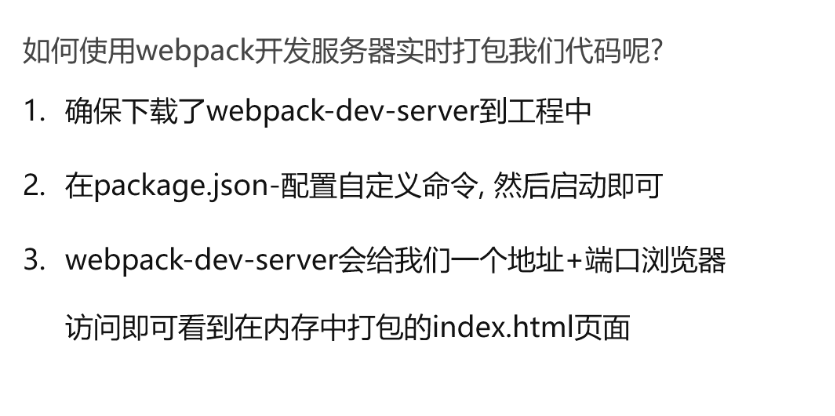 如何使用webpack开发服务器实时打包我们代码呢?
1. 确保下载了webpack-dev-server到工程中
2. 在package.json-配置自定义命令, 然后启动即可
3. webpack-dev-server会给我们一个地址+端口浏览器
访问即可看到在内存中打包的index.html页面